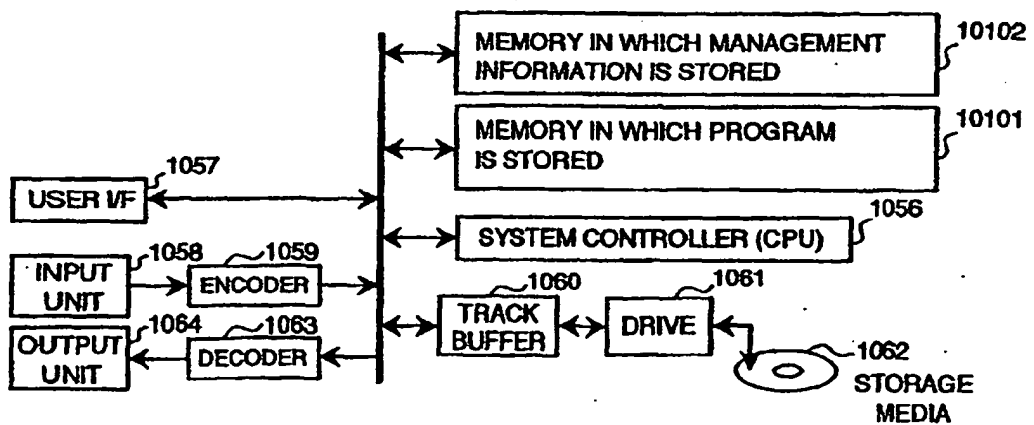 MEMORY IN WHICH MANAGEMENT
INFORMATION IS STORED
10102
MEMORY IN WHICH PROGRAM
IS STORED
10101
1057
USER I/F
1056
SYSTEM CONTROLLER (CPU)
1058
INPUT
UNIT
1059
ENCODER
1060
TRACK
BUFFER
1061
DRIVE
1064
OUTPUT
UNIT
1063
DECODER
1062
STORAGE
MEDIA